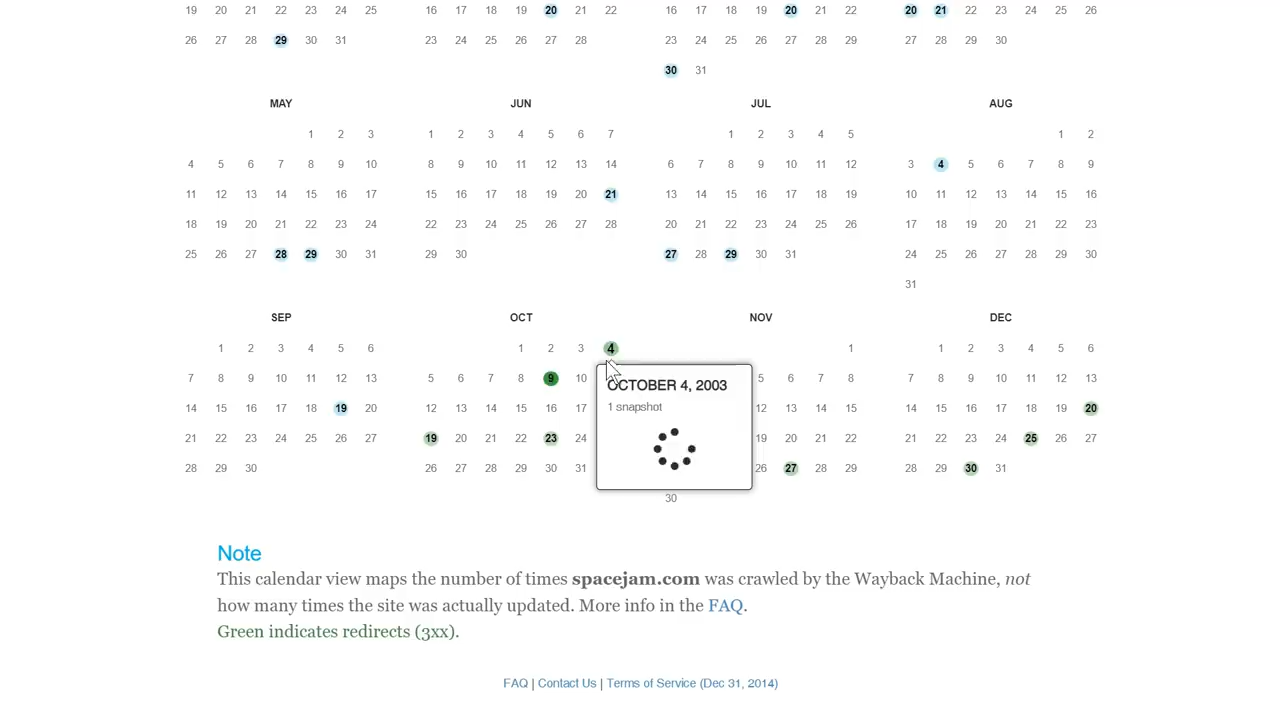 19 20 21 22 23 24 25 16 17 18 19 20 21 22 16 17 18 19 20 21 22 20 21 22 23 24 25 26
26 27 28 29 30 31 23 24 25 26 27 28 23 24 25 26 27 28 29 27 28 29 30
30 31
MAY JUN JUL AUG
1 2 3 1 2 3 4 5 6 7 1 2 3 4 5 1 2
4 5 6 7 8 9 10 8 9 10 11 12 13 14 6 7 8 9 10 11 12 3 4 5 6 7 8 9
11 12 13 14 15 16 17 15 16 17 18 19 20 21 13 14 15 16 17 18 19 10 11 12 13 14 15 16
18 19 20 21 22 23 24 22 23 24 25 26 27 28 20 21 22 23 24 25 26 17 18 19 20 21 22 23
25 26 27 28 29 30 31 29 30 27 28 29 30 31 24 25 26 27 28 29 30
31
SEP OCT NOV DEC
1 2 3 4 5 6 1 2 3 4 1 1 2 3 4 5 6
7 8 9 10 11 12 13 5 6 7 8 9 10 5 6 7 8 7 8 9 10 11 12 13
14 15 16 17 18 19 20 12 13 14 15 16 17 12 13 14 15 14 15 16 17 18 19 20
21 22 23 24 25 26 27 19 20 21 22 23 24 19 20 21 22 21 22 23 24 25 26 27
28 29 30 26 27 28 29 30 31 26 27 28 29 28 29 30 31
30
OCTOBER 4, 2003
1 snapshot
Note
This calendar view maps the number of times spacejam.com was crawled by the Wayback Machine, not
how many times the site was actually updated. More info in the FAQ.
Green indicates redirects (3xx).
FAQ | Contact Us | Terms of Service (Dec 31, 2014)